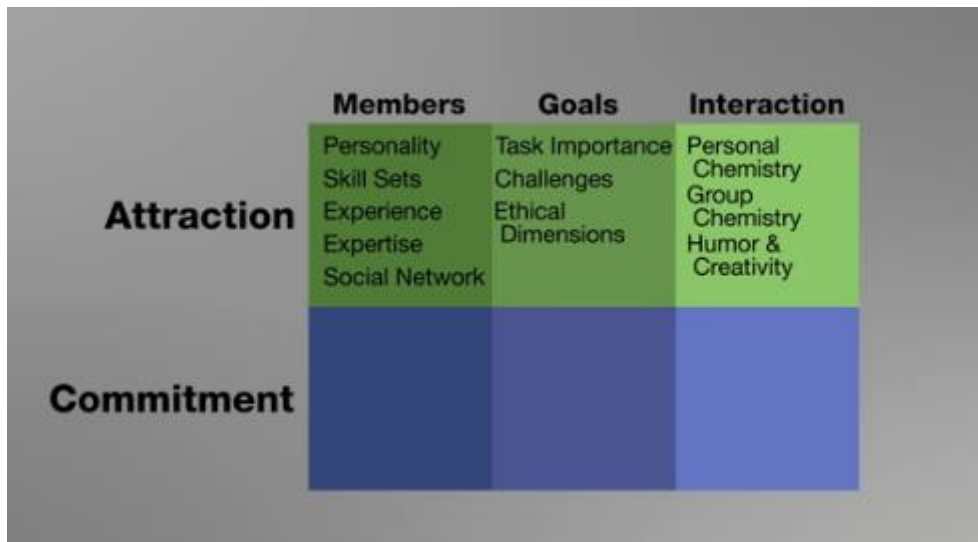 Members Goals Interaction
Attraction
Personality
Skill Sets
Experience
Expertise
Social Network
Task Importance
Challenges
Ethical
Dimensions
Personal
Chemistry
Group
Chemistry
Humor &
Creativity
Commitment